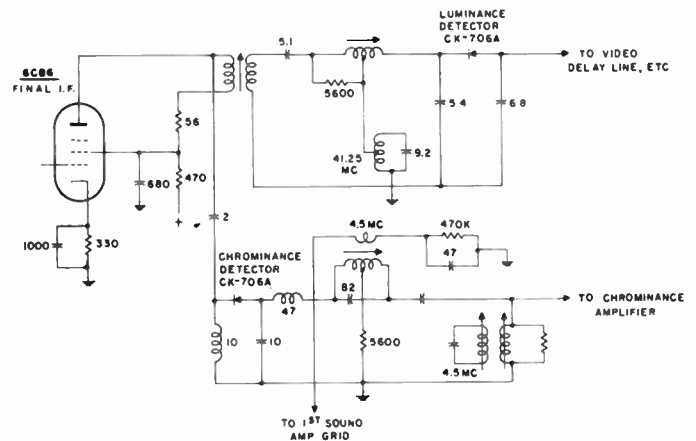 LUMINANCE
DETECTOR
CK-706A
6CB6
FINAL I.F.
5.1
TO VIDEO
DELAY LINE, ETC
5600
5.4
6.8
56
41.25
MC
9.2
680
470
+
2
1000
330
4.5MC
470K
47
CHROMINANCE
DETECTOR
CK-706A
47
82
TO CHROMINANCE
AMPLIFIER
10
10
5600
4.5MC
TO 1ST SOUND
AMP GRID